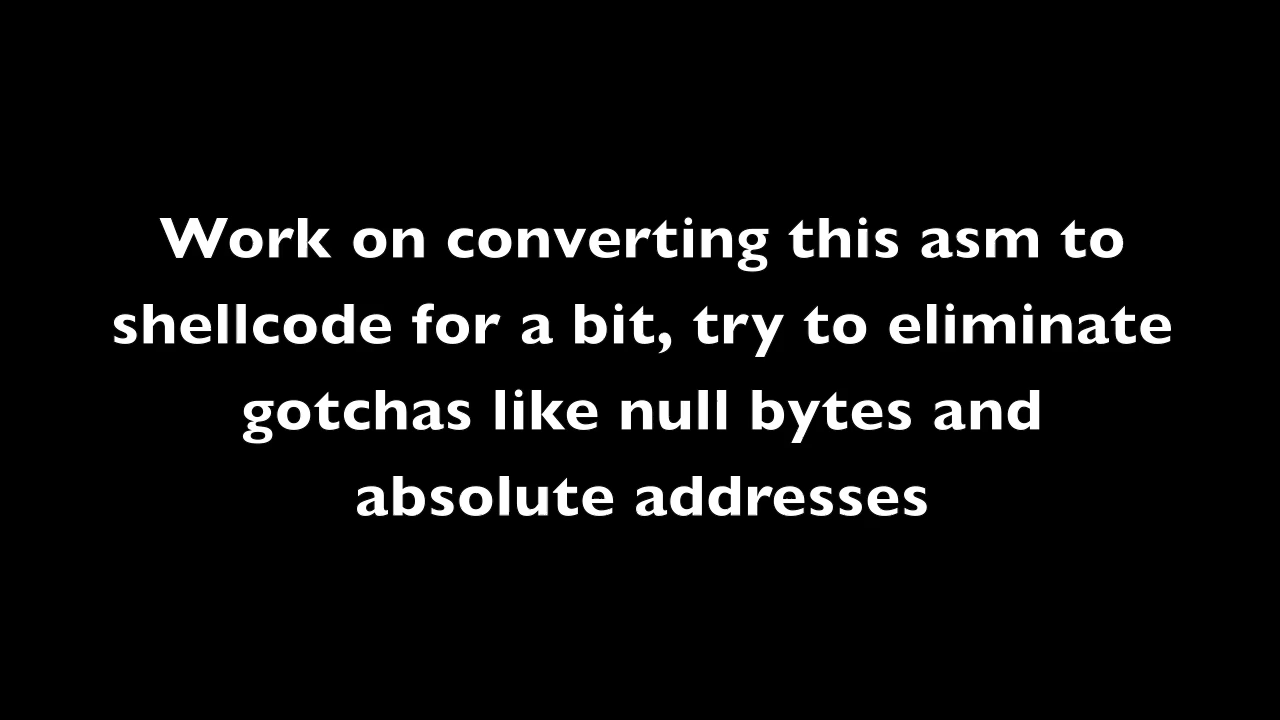 Work on converting this asm to
shellcode for a bit, try to eliminate
gotchas like null bytes and
absolute addresses